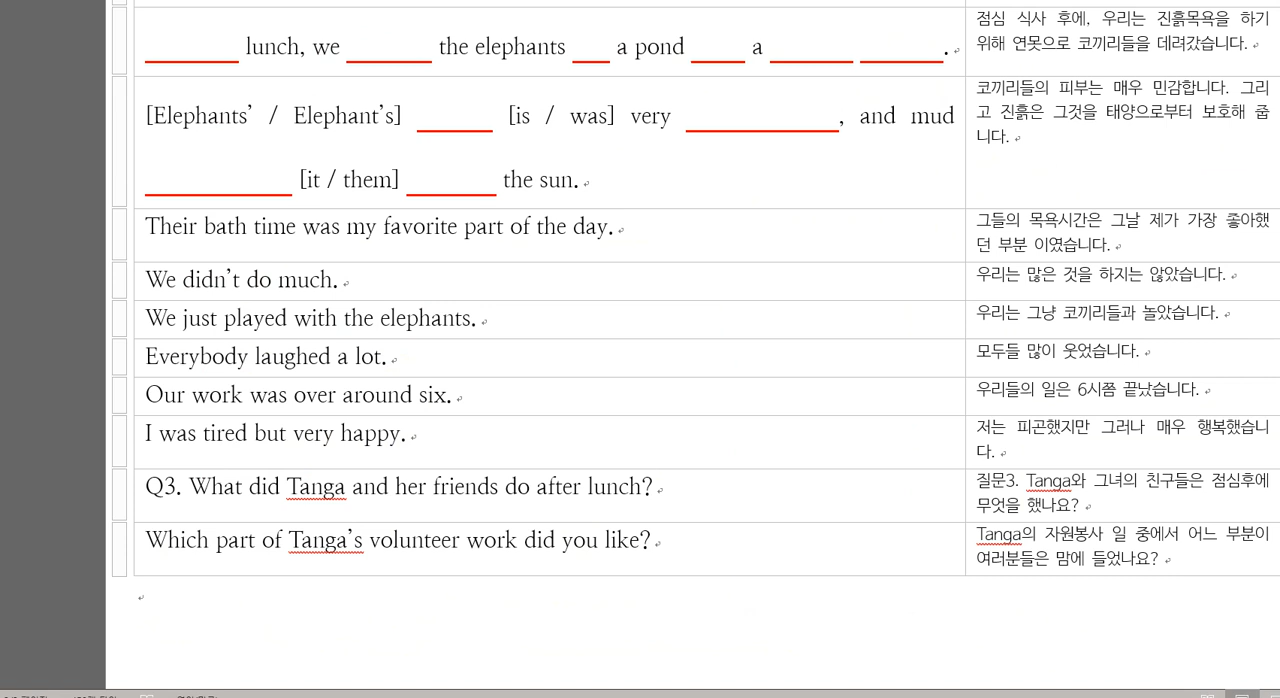 lunch, we the elephants a pond a .
점심 식사 후에, 우리는 진흙목욕을 하기
위해 연못으로 코끼리들을 데려갔습니다.
[Elephants’ / Elephant’s] [is / was] very , and mud
[it / them] the sun.
코끼리들의 피부는 매우 민감합니다. 그리
고 진흙은 그것을 태양으로부터 보호해 줍
니다.
Their bath time was my favorite part of the day.
그들의 목욕시간은 그날 제가 가장 좋아했
던 부분 이였습니다.
We didn’t do much.
우리는 많은 것을 하지는 않았습니다.
We just played with the elephants.
우리는 그냥 코끼리들과 놀았습니다.
Everybody laughed a lot.
모두들 많이 웃었습니다.
Our work was over around six.
우리들의 일은 6시쯤 끝났습니다.
I was tired but very happy.
저는 피곤했지만 그러나 매우 행복했습니
다.
Q3. What did Tanga and her friends do after lunch?
질문3. Tanga와 그녀의 친구들은 점심후에
무엇을 했나요?
Which part of Tanga’s volunteer work did you like?
Tanga의 자원봉사 일 중에서 어느 부분이
여러분들은 맘에 들었나요?